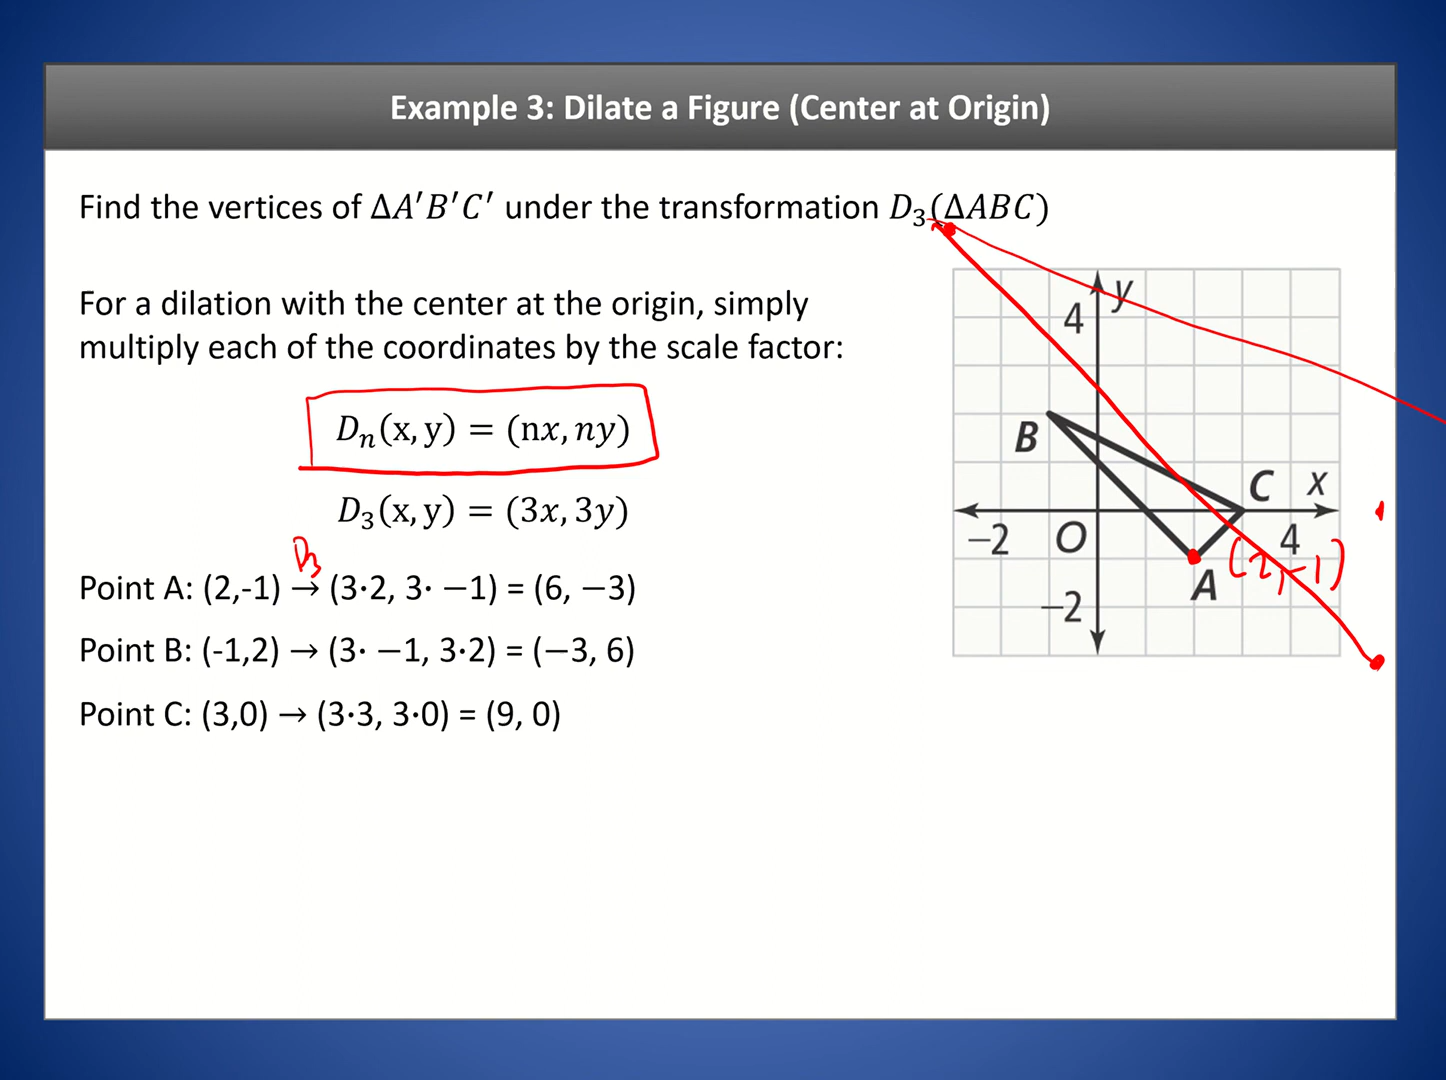 Example 3: Dilate a Figure (Center at Origin)
Find the vertices of ΔA′B′C′ under the transformation D₃(ΔABC)
For a dilation with the center at the origin, simply
multiply each of the coordinates by the scale factor:
Dₙ(x, y) = (nx, ny)
D₃(x, y) = (3x, 3y)
D₃
Point A: (2,-1) → (3·2, 3· −1) = (6, −3)
Point B: (-1,2) → (3· −1, 3·2) = (−3, 6)
Point C: (3,0) → (3·3, 3·0) = (9, 0)
y
4
B
C x
−2 O 4
A (2,-1)
−2